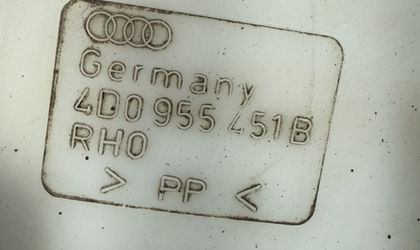 Germany
4D0 955 451B
RHO
> PP <